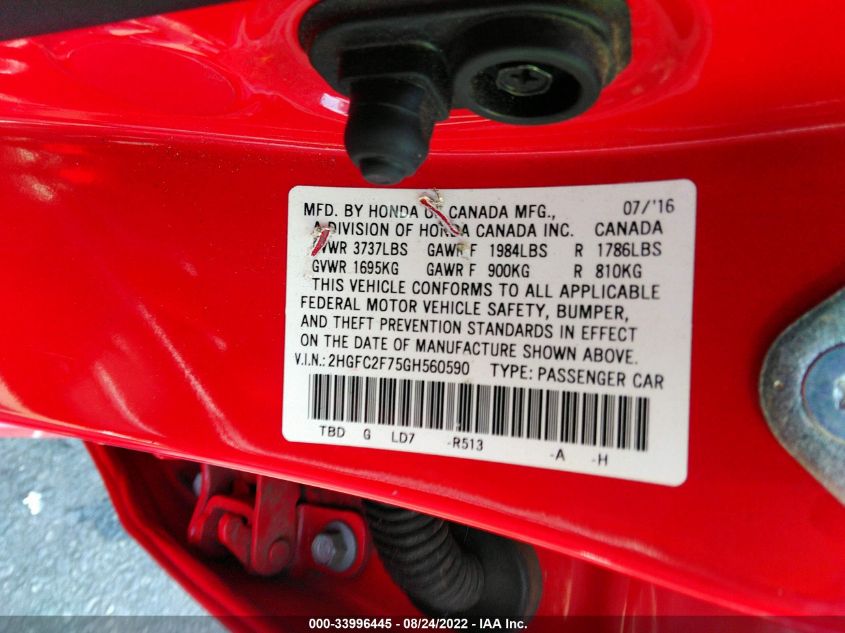 MFD. BY HONDA OF CANADA MFG., 07/'16
A DIVISION OF HONDA CANADA INC. CANADA
GVWR 3737LBS GAWR F 1984LBS R 1786LBS
GVWR 1695KG GAWR F 900KG R 810KG
THIS VEHICLE CONFORMS TO ALL APPLICABLE
FEDERAL MOTOR VEHICLE SAFETY, BUMPER,
AND THEFT PREVENTION STANDARDS IN EFFECT
ON THE DATE OF MANUFACTURE SHOWN ABOVE.
V.I.N.: 2HGFC2F75GH560590 TYPE: PASSENGER CAR
TBD G LD7 -R513 -A -H
000-33996445 - 08/24/2022 - IAA Inc.